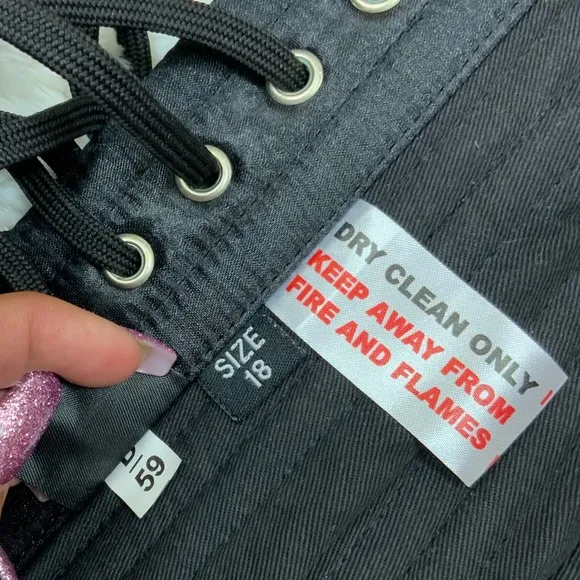 DRY CLEAN ONLY
KEEP AWAY FROM
FIRE AND FLAMES
SIZE
18
59